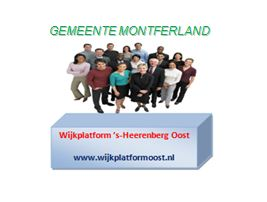 GEMEENTE MONTFERLAND
Wijkplatform 's-Heerenberg Oost
www.wijkplatformoost.nl